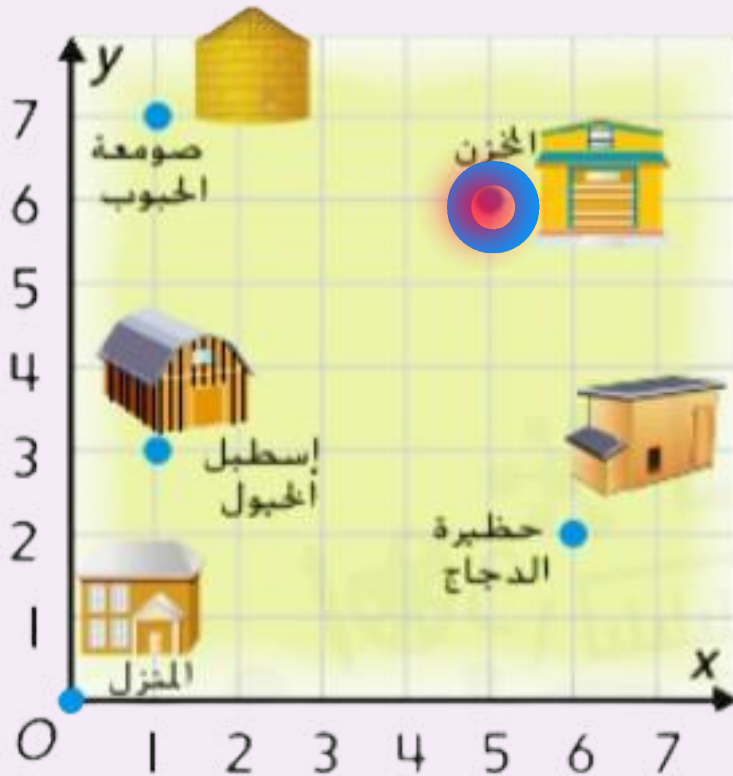 y
7
صومعة
الحبوب
المخزن
6
5
4
3
إسطبل
الخيول
2
حظيرة
الدجاج
1
المنزل
x
O 1 2 3 4 5 6 7